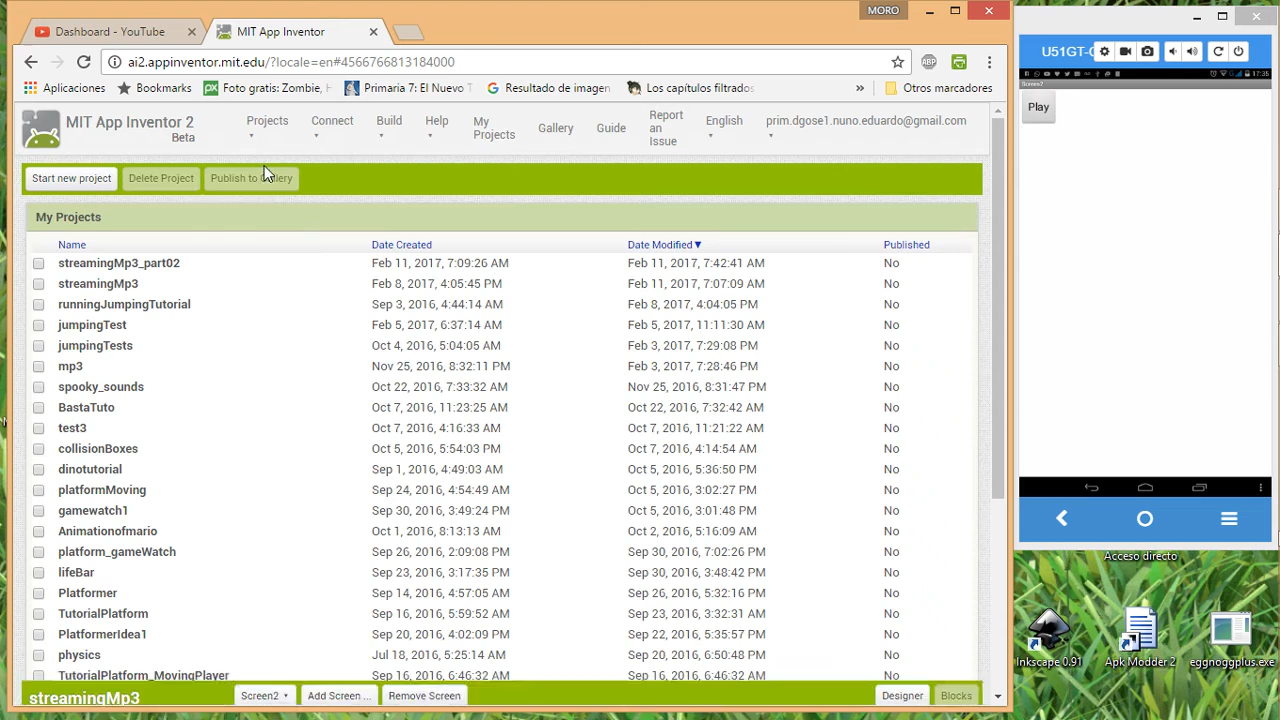 MORO
Dashboard - YouTube
MIT App Inventor
ai2.appinventor.mit.edu/?locale=en#4566766813184000
ABP
Aplicaciones
Bookmarks
Foto gratis: Zombie,
Primaria 7: El Nuevo T
Resultado de imagen
Los capítulos filtrados
»
Otros marcadores
MIT App Inventor 2
Beta
Projects
Connect
Build
Help
My Projects
Gallery
Guide
Report an Issue
English
prim.dgose1.nuno.eduardo@gmail.com
Start new project
Delete Project
Publish to Gallery
My Projects
Name Date Created Date Modified Published
streamingMp3_part02 Feb 11, 2017, 7:09:26 AM Feb 11, 2017, 7:42:41 AM No
streamingMp3 Feb 8, 2017, 4:05:45 PM Feb 11, 2017, 7:07:09 AM No
runningJumpingTutorial Sep 3, 2016, 4:44:14 AM Feb 8, 2017, 4:04:05 PM No
jumpingTest Feb 5, 2017, 6:37:14 AM Feb 5, 2017, 11:11:30 AM No
jumpingTests Oct 4, 2016, 5:04:05 AM Feb 3, 2017, 7:29:08 PM No
mp3 Nov 25, 2016, 8:32:11 PM Feb 3, 2017, 7:28:46 PM No
spooky_sounds Oct 22, 2016, 7:33:32 AM Nov 25, 2016, 8:31:47 PM No
BastaTuto Oct 7, 2016, 11:23:25 AM Oct 22, 2016, 7:32:42 AM No
test3 Oct 7, 2016, 4:16:33 AM Oct 7, 2016, 11:21:22 AM No
collisionBoxes Oct 5, 2016, 5:54:54 PM Oct 7, 2016, 4:14:54 AM No
dinotutorial Sep 1, 2016, 4:49:03 AM Oct 5, 2016, 5:36:50 PM No
platformMoving Sep 24, 2016, 4:54:49 AM Oct 5, 2016, 3:02:27 PM No
gamewatch1 Sep 30, 2016, 3:49:24 PM Oct 5, 2016, 3:01:48 PM No
Animationofmario Oct 1, 2016, 6:13:13 AM Oct 2, 2016, 5:16:09 AM No
platform_gameWatch Sep 26, 2016, 2:09:08 PM Sep 30, 2016, 7:02:26 PM No
lifeBar Sep 23, 2016, 3:17:35 PM Sep 30, 2016, 3:48:42 PM No
Platformer Sep 14, 2016, 4:57:05 AM Sep 26, 2016, 5:32:16 PM No
TutorialPlatform Sep 16, 2016, 5:59:52 AM Sep 23, 2016, 3:12:31 AM No
PlatformerIdea1 Sep 20, 2016, 4:02:09 PM Sep 22, 2016, 3:35:57 PM No
physics Jul 18, 2016, 5:25:14 AM Sep 20, 2016, 6:50:48 PM No
TutorialPlatform_MovingPlayer
streamingMp3
Screen2
Add Screen ...
Remove Screen
Designer
Blocks
17:35
Screen2
Play
Acceso directo
Inkscape 0.91
Apk Modder 2
eggnoggplus.exe